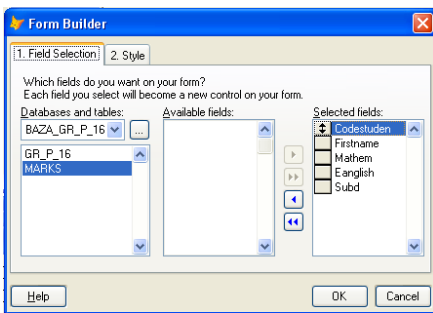 Form Builder
1. Field Selection
2. Style
Which fields do you want on your form?
Each field you select will become a new control on your form.
Databases and tables:
Available fields:
Selected fields:
BAZA_GR_P_16
...
GR_P_16
MARKS
Codestuden
Firstname
Mathem
Eanglish
Subd
Help
OK
Cancel